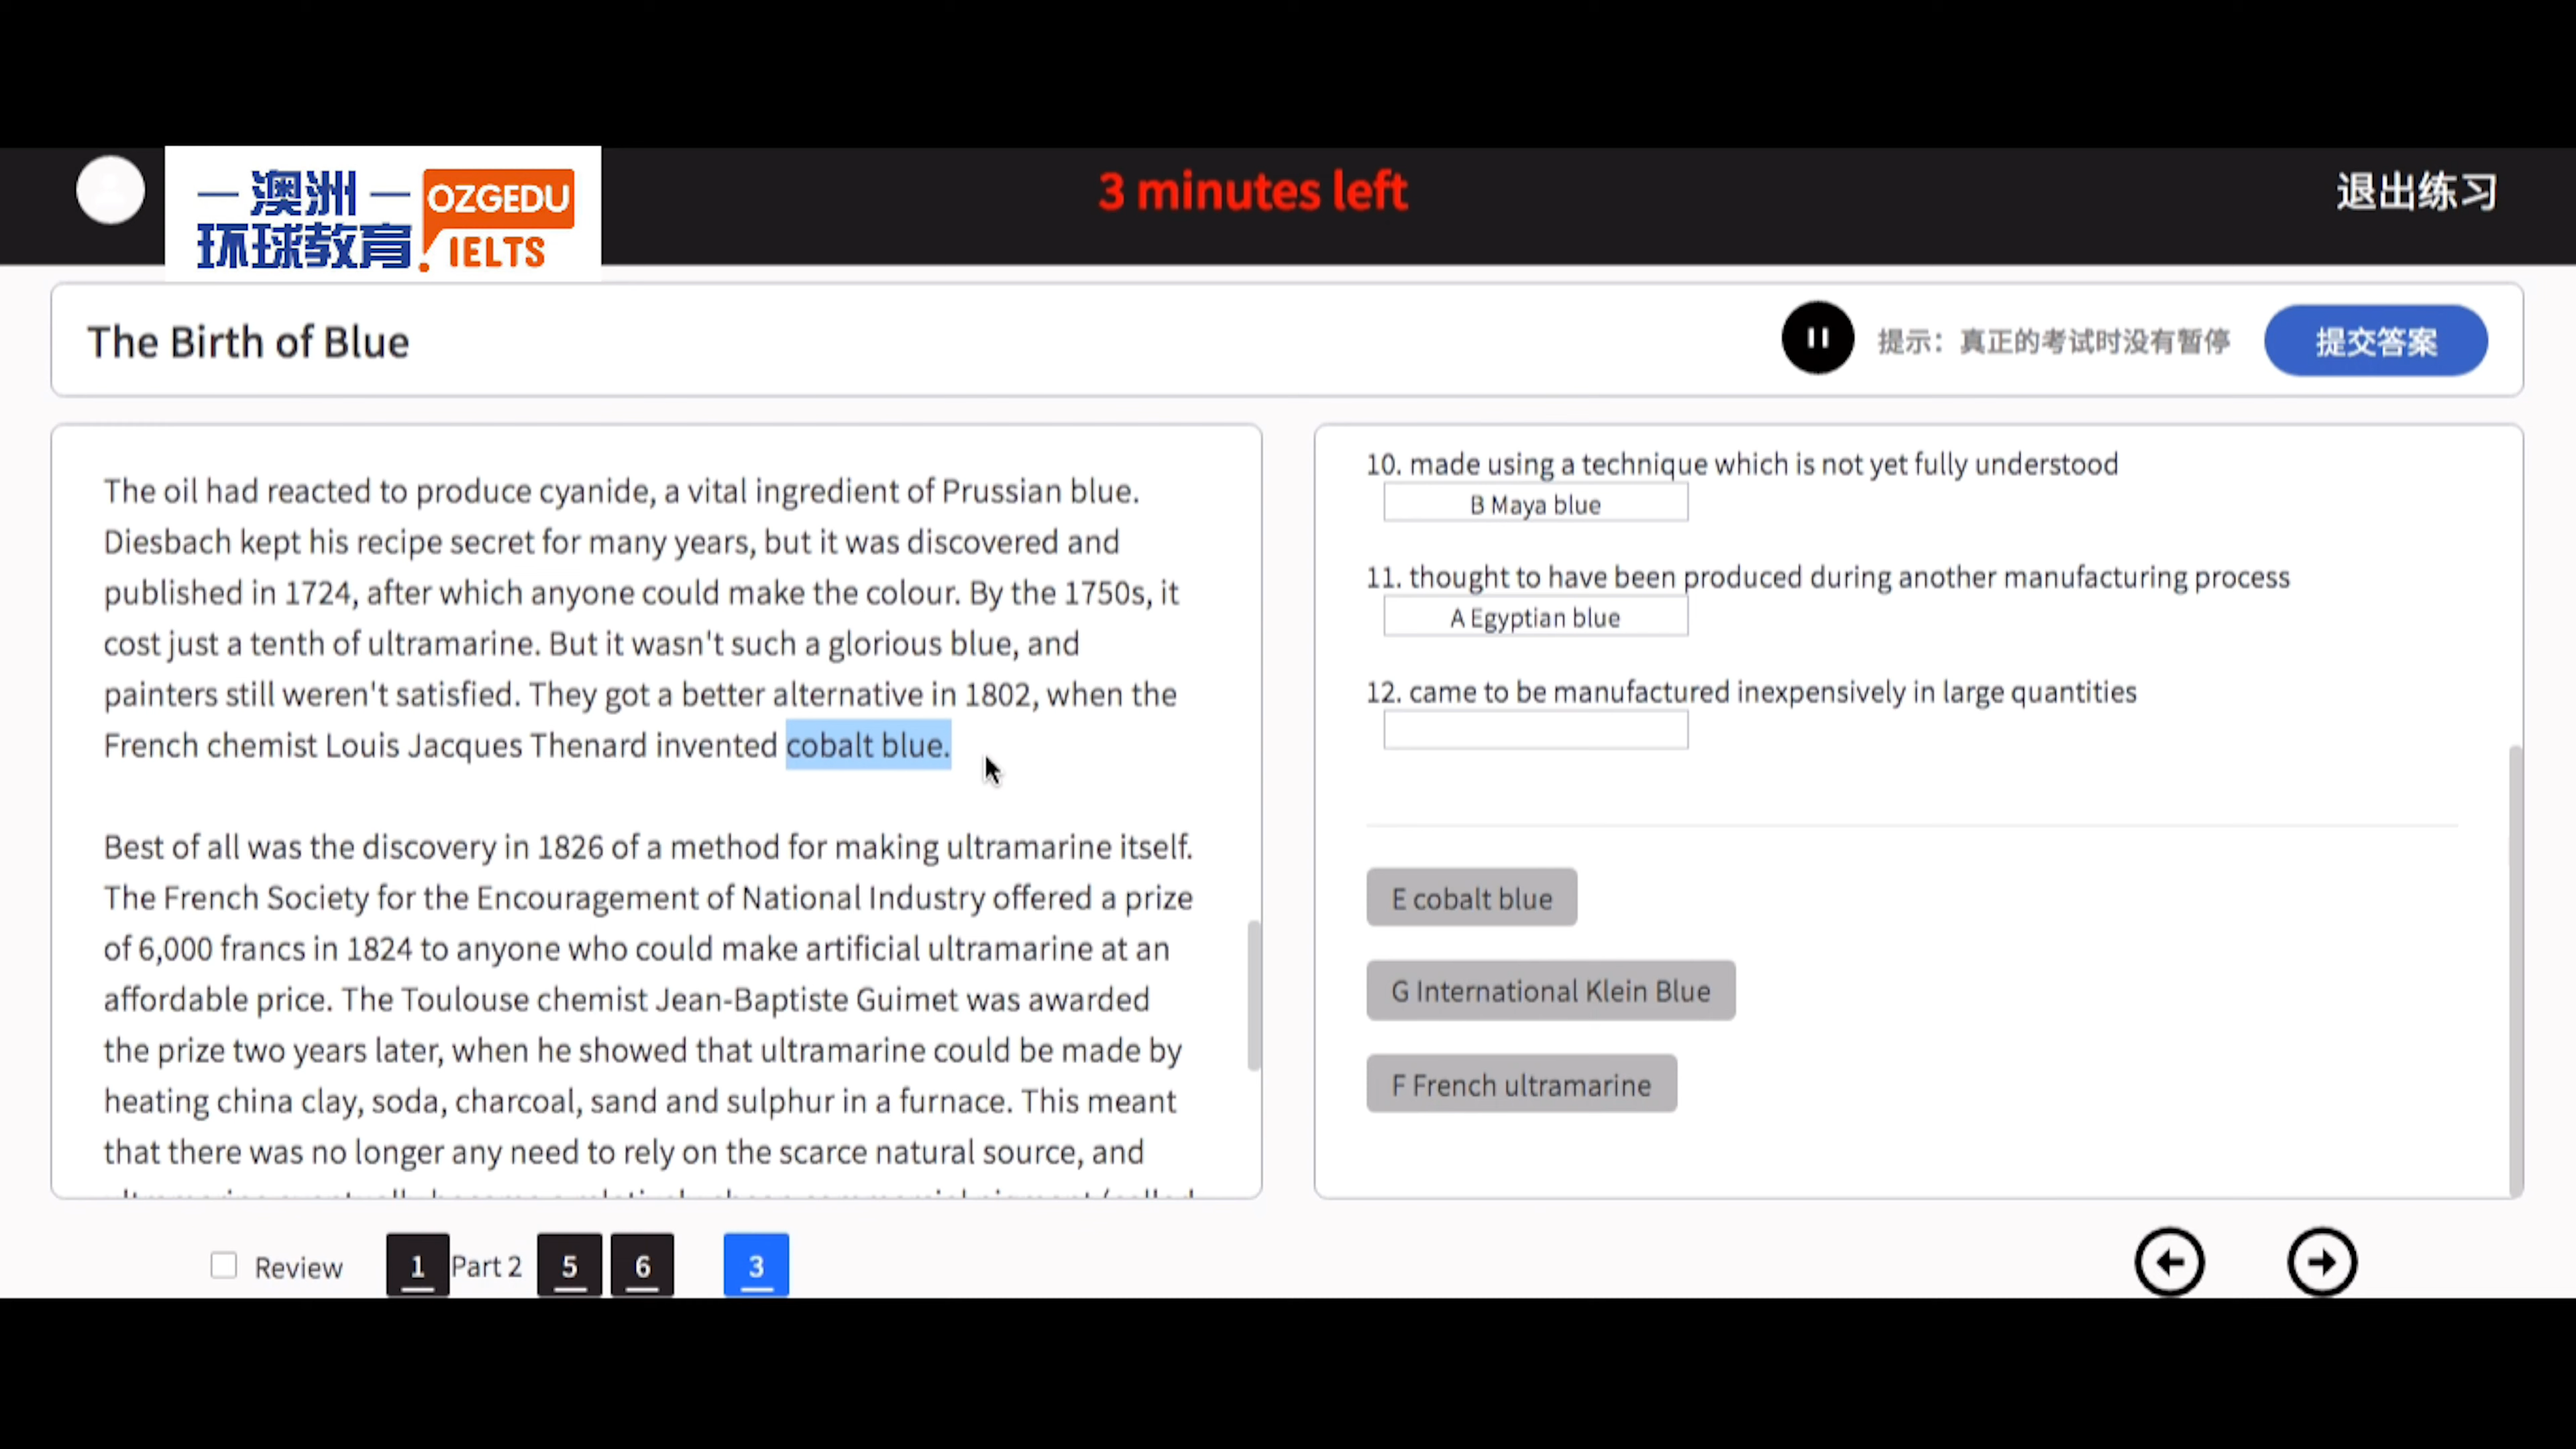 澳洲
环球教育
OZGEDU
IELTS
3 minutes left
退出练习
The Birth of Blue
提示：真正的考试时没有暂停
提交答案
The oil had reacted to produce cyanide, a vital ingredient of Prussian blue.
Diesbach kept his recipe secret for many years, but it was discovered and
published in 1724, after which anyone could make the colour. By the 1750s, it
cost just a tenth of ultramarine. But it wasn't such a glorious blue, and
painters still weren't satisfied. They got a better alternative in 1802, when the
French chemist Louis Jacques Thenard invented cobalt blue.
Best of all was the discovery in 1826 of a method for making ultramarine itself.
The French Society for the Encouragement of National Industry offered a prize
of 6,000 francs in 1824 to anyone who could make artificial ultramarine at an
affordable price. The Toulouse chemist Jean-Baptiste Guimet was awarded
the prize two years later, when he showed that ultramarine could be made by
heating china clay, soda, charcoal, sand and sulphur in a furnace. This meant
that there was no longer any need to rely on the scarce natural source, and
10. made using a technique which is not yet fully understood
B Maya blue
11. thought to have been produced during another manufacturing process
A Egyptian blue
12. came to be manufactured inexpensively in large quantities
E cobalt blue
G International Klein Blue
F French ultramarine
Review
1
Part 2
5
6
3